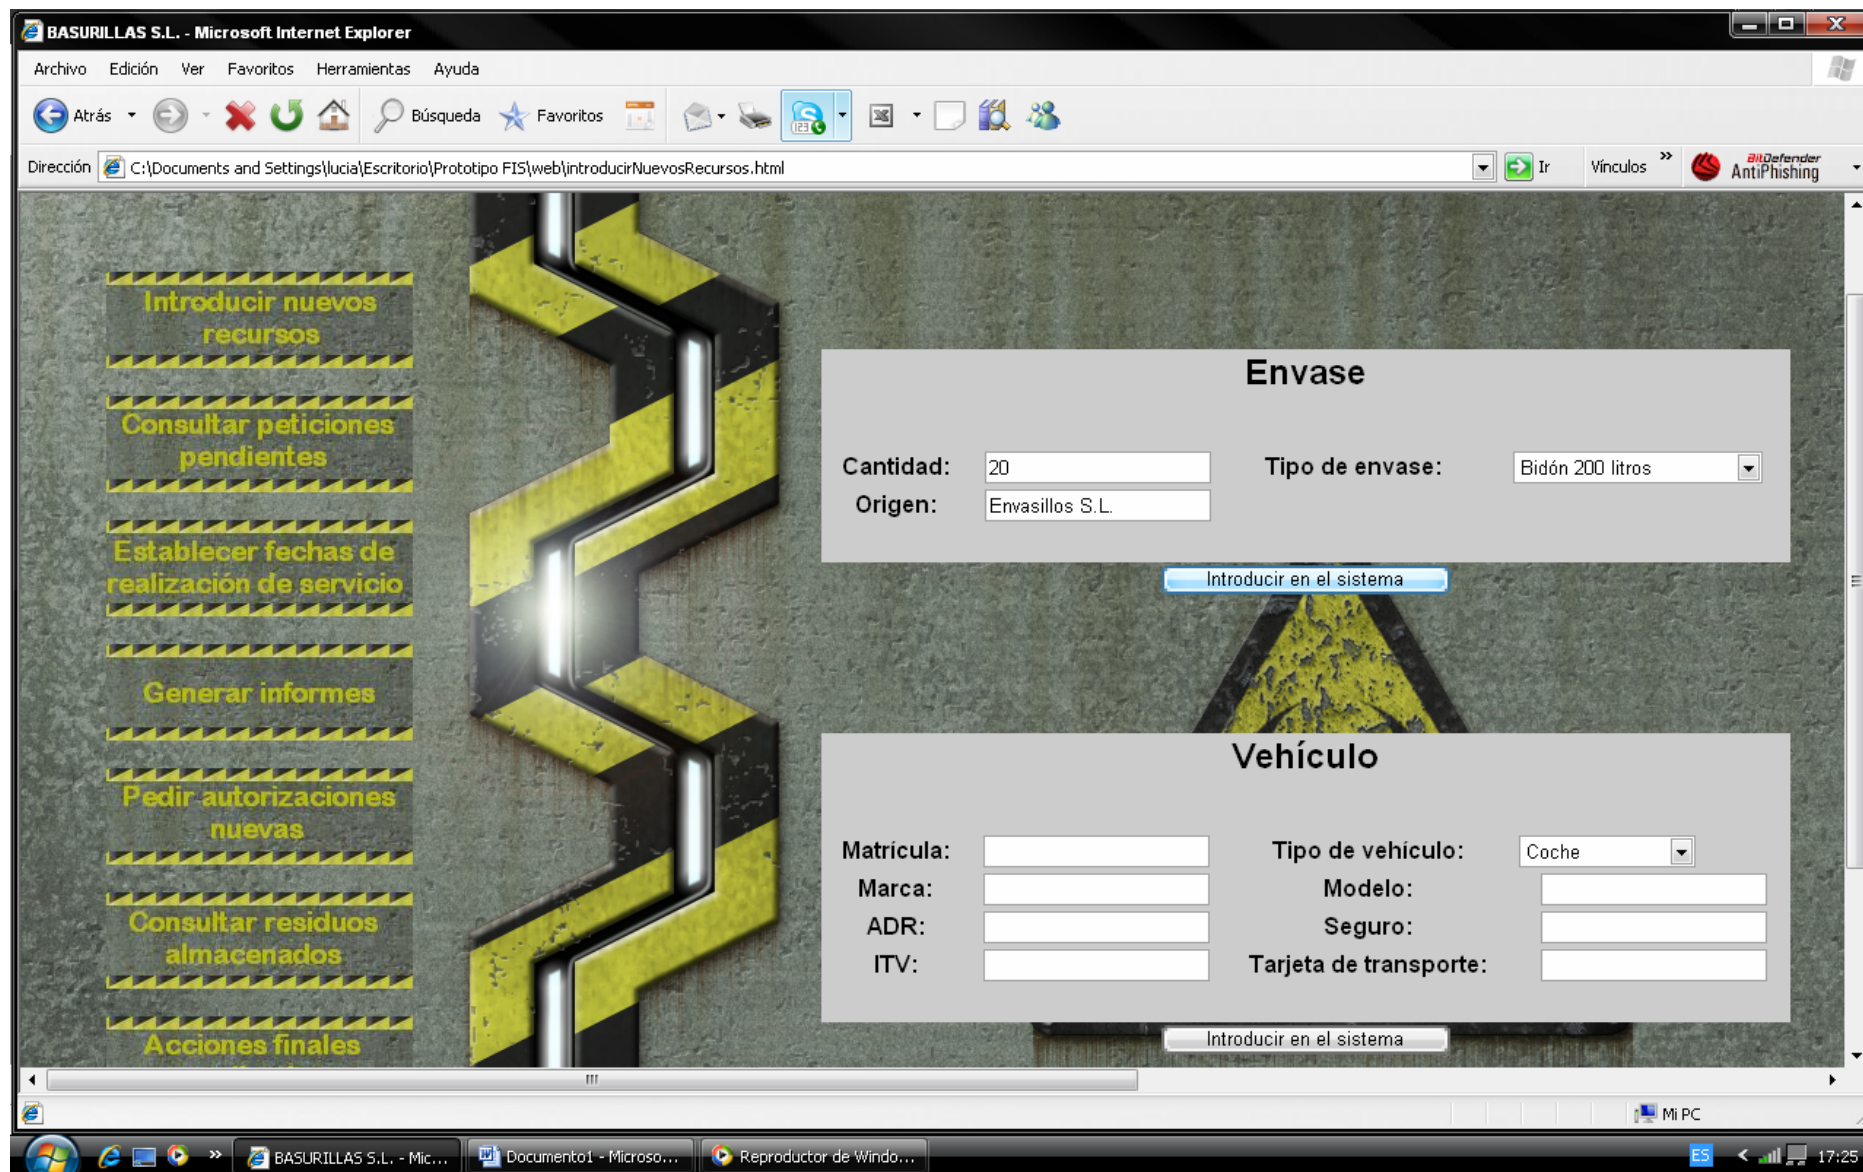 BASURILLAS S.L. - Microsoft Internet Explorer
Archivo Edición Ver Favoritos Herramientas Ayuda
Atrás Búsqueda Favoritos
Dirección C:\Documents and Settings\lucia\Escritorio\Prototipo FIS\web\introducirNuevosRecursos.html Ir Vínculos » BitDefender AntiPhishing
Introducir nuevos
recursos
Consultar peticiones
pendientes
Establecer fechas de
realización de servicio
Generar informes
Pedir autorizaciones
nuevas
Consultar residuos
almacenados
Acciones finales
Envase
Cantidad: 20 Tipo de envase: Bidón 200 litros
Origen: Envasillos S.L.
Introducir en el sistema
Vehículo
Matrícula: Tipo de vehículo: Coche
Marca: Modelo:
ADR: Seguro:
ITV: Tarjeta de transporte:
Introducir en el sistema
Mi PC
» BASURILLAS S.L. - Mic... Documento1 - Microso... Reproductor de Windo... ES < 17:25